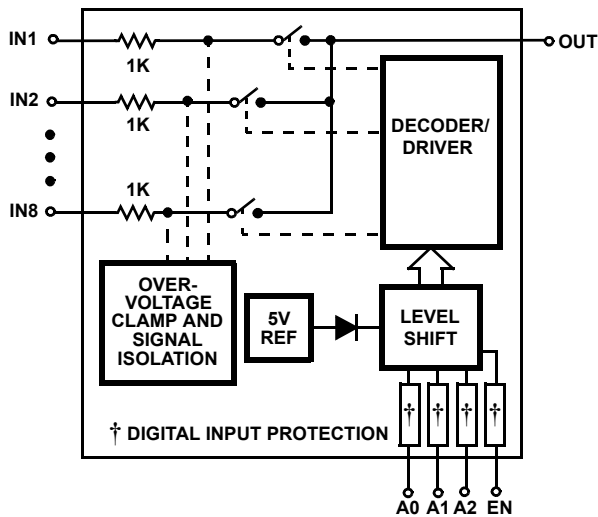 IN1
1K
OUT
IN2
1K
DECODER/
DRIVER
1K
IN8
OVER-
VOLTAGE
CLAMP AND
SIGNAL
ISOLATION
5V
REF
LEVEL
SHIFT
† † † †
† DIGITAL INPUT PROTECTION
A0 A1 A2 EN